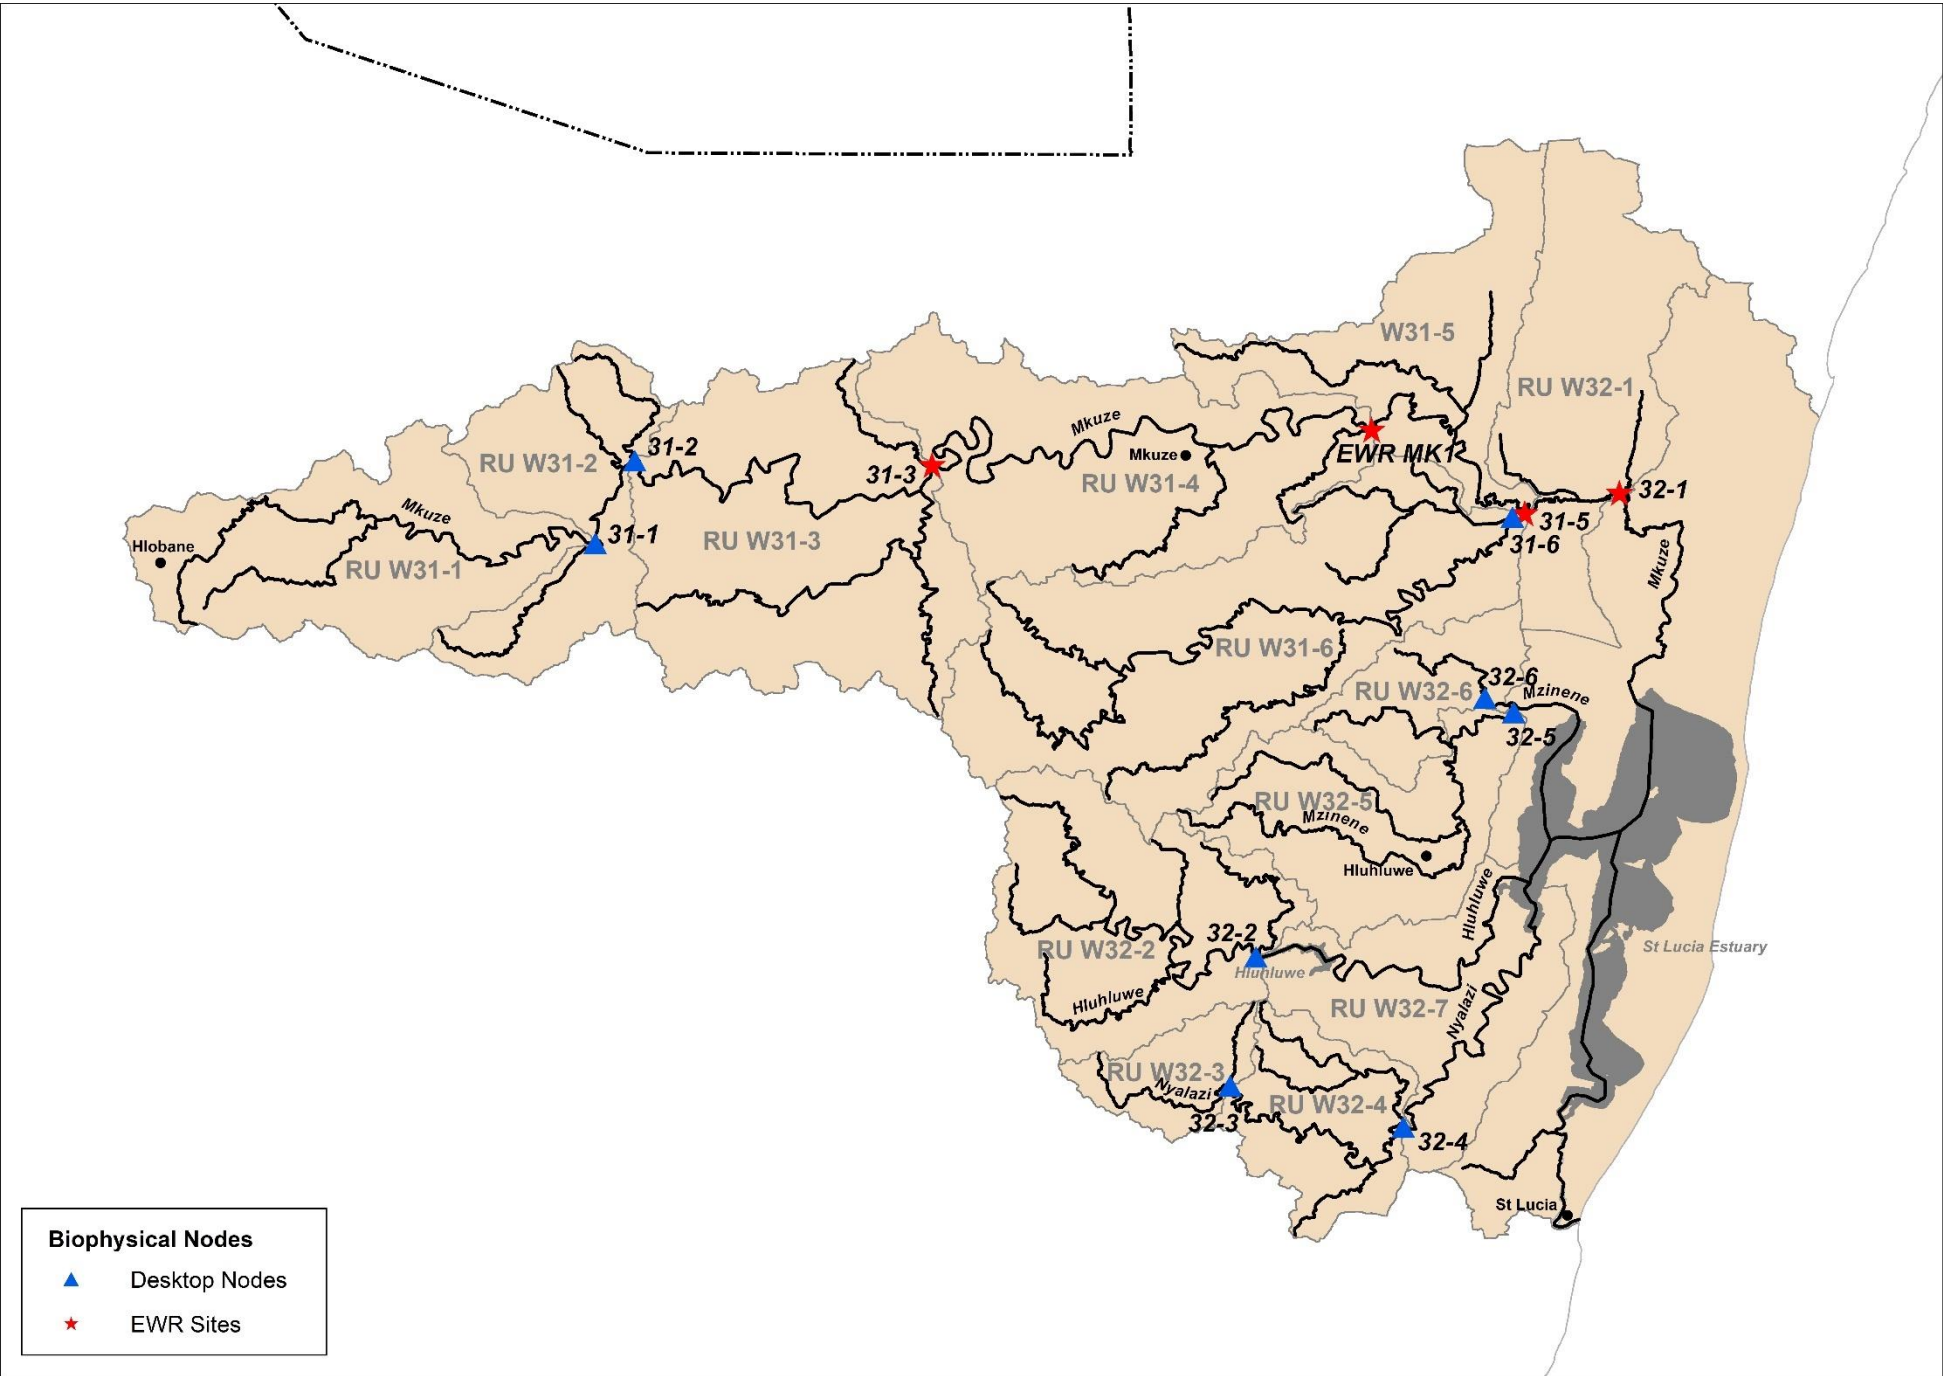 W31-5
RU W32-1
Mkuze
31-2
RU W31-2
31-3
Mkuze
EWR MK1
RU W31-4
32-1
Mkuze
31-5
31-1
RU W31-3
31-6
Hlobane
RU W31-1
Mkuze
RU W31-6
32-6
RU W32-6
Mzinene
32-5
RU W32-5
Mzinene
Hluhluwe
Hluhluwe
32-2
RU W32-2
Hluhluwe
St Lucia Estuary
Hluhluwe
RU W32-7
Nyalazi
RU W32-3
Nyalazi
RU W32-4
32-3
32-4
St Lucia
Biophysical Nodes
Desktop Nodes
EWR Sites